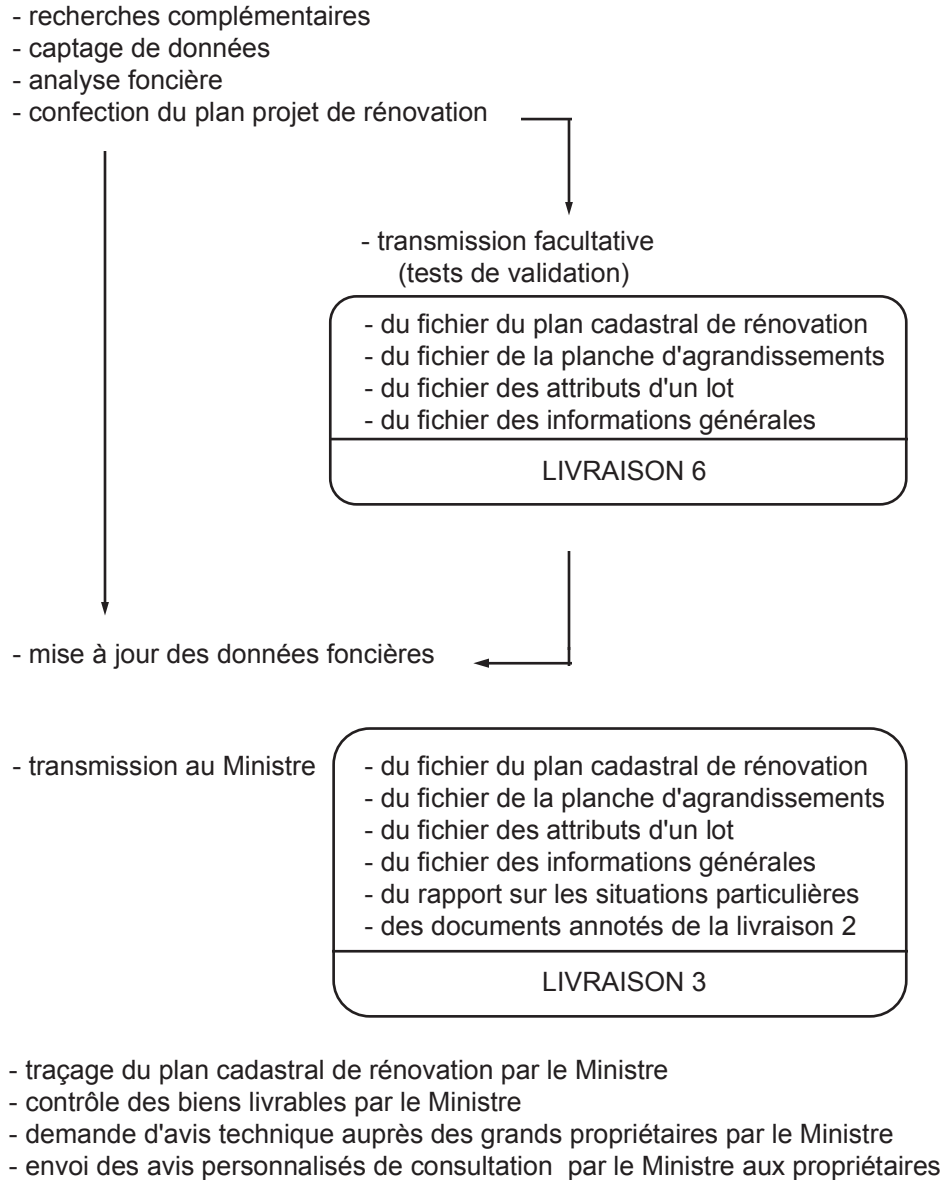 - recherches complémentaires
- captage de données
- analyse foncière
- confection du plan projet de rénovation
- transmission facultative
(tests de validation)
- du fichier du plan cadastral de rénovation
- du fichier de la planche d'agrandissements
- du fichier des attributs d'un lot
- du fichier des informations générales
LIVRAISON 6
- mise à jour des données foncières
- transmission au Ministre
- du fichier du plan cadastral de rénovation
- du fichier de la planche d'agrandissements
- du fichier des attributs d'un lot
- du fichier des informations générales
- du rapport sur les situations particulières
- des documents annotés de la livraison 2
LIVRAISON 3
- traçage du plan cadastral de rénovation par le Ministre
- contrôle des biens livrables par le Ministre
- demande d'avis technique auprès des grands propriétaires par le Ministre
- envoi des avis personnalisés de consultation  par le Ministre aux propriétaires